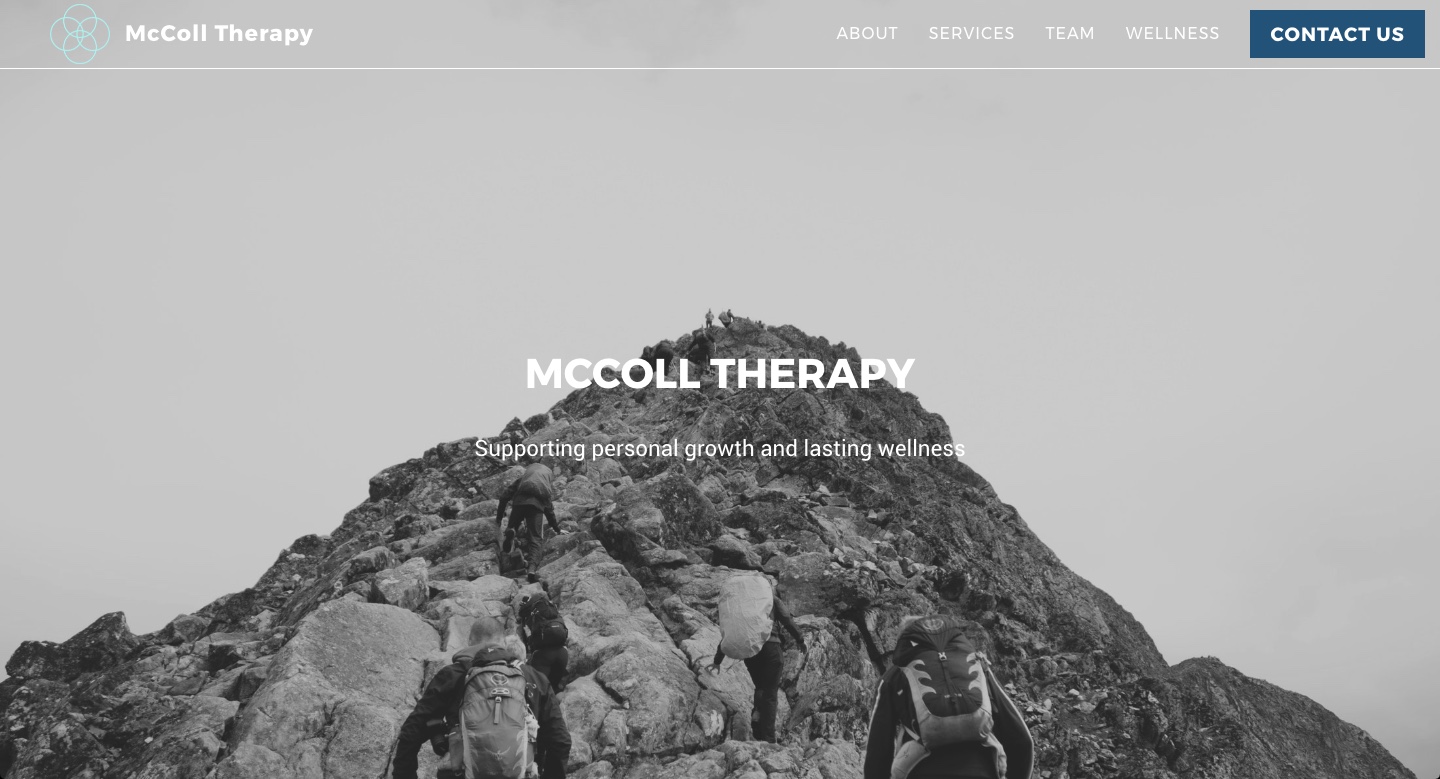 McColl Therapy
ABOUT SERVICES TEAM WELLNESS CONTACT US
MCCOLL THERAPY
Supporting personal growth and lasting wellness